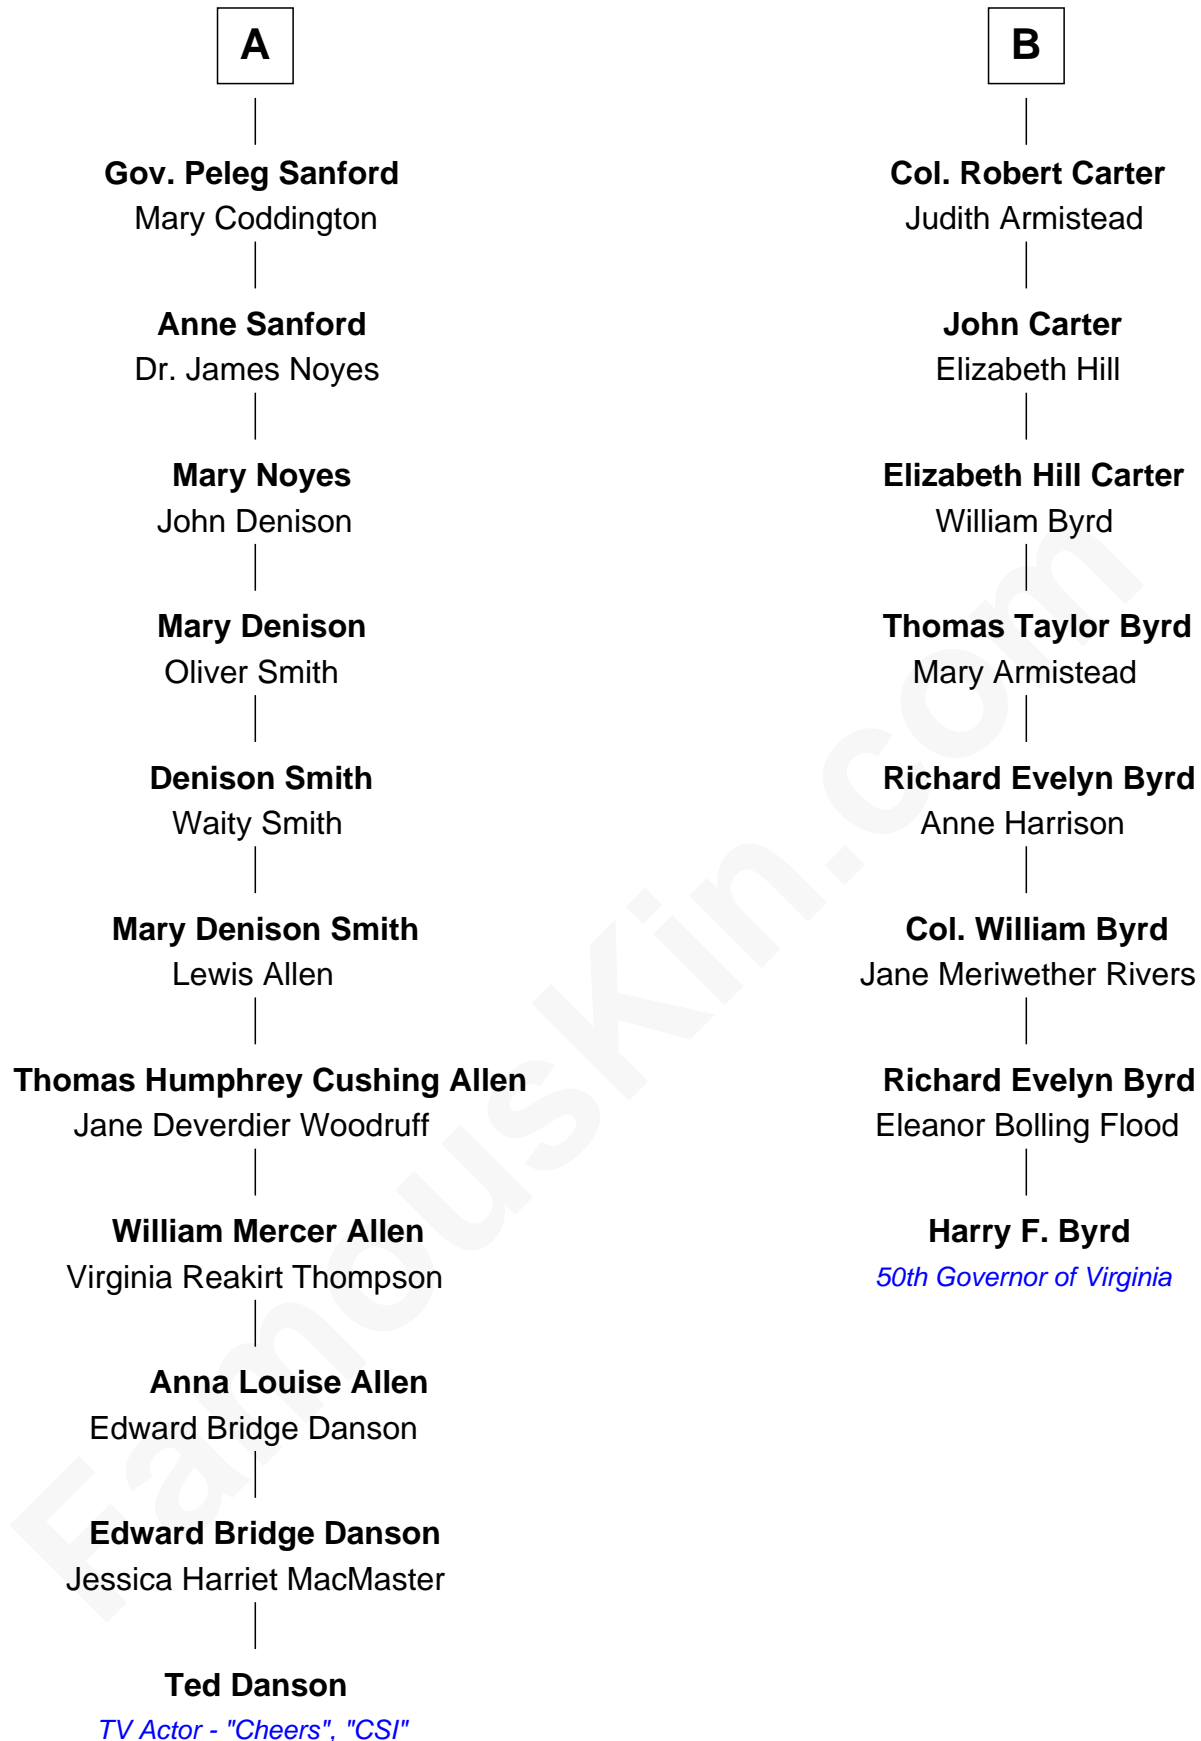 A
Gov. Peleg Sanford
Mary Coddington
Anne Sanford
Dr. James Noyes
Mary Noyes
John Denison
Mary Denison
Oliver Smith
Denison Smith
Waity Smith
Mary Denison Smith
Lewis Allen
Thomas Humphrey Cushing Allen
Jane Deverdier Woodruff
William Mercer Allen
Virginia Reakirt Thompson
Anna Louise Allen
Edward Bridge Danson
Edward Bridge Danson
Jessica Harriet MacMaster
Ted Danson
TV Actor - "Cheers", "CSI"
B
Col. Robert Carter
Judith Armistead
John Carter
Elizabeth Hill
Elizabeth Hill Carter
William Byrd
Thomas Taylor Byrd
Mary Armistead
Richard Evelyn Byrd
Anne Harrison
Col. William Byrd
Jane Meriwether Rivers
Richard Evelyn Byrd
Eleanor Bolling Flood
Harry F. Byrd
50th Governor of Virginia
FamousKin.com